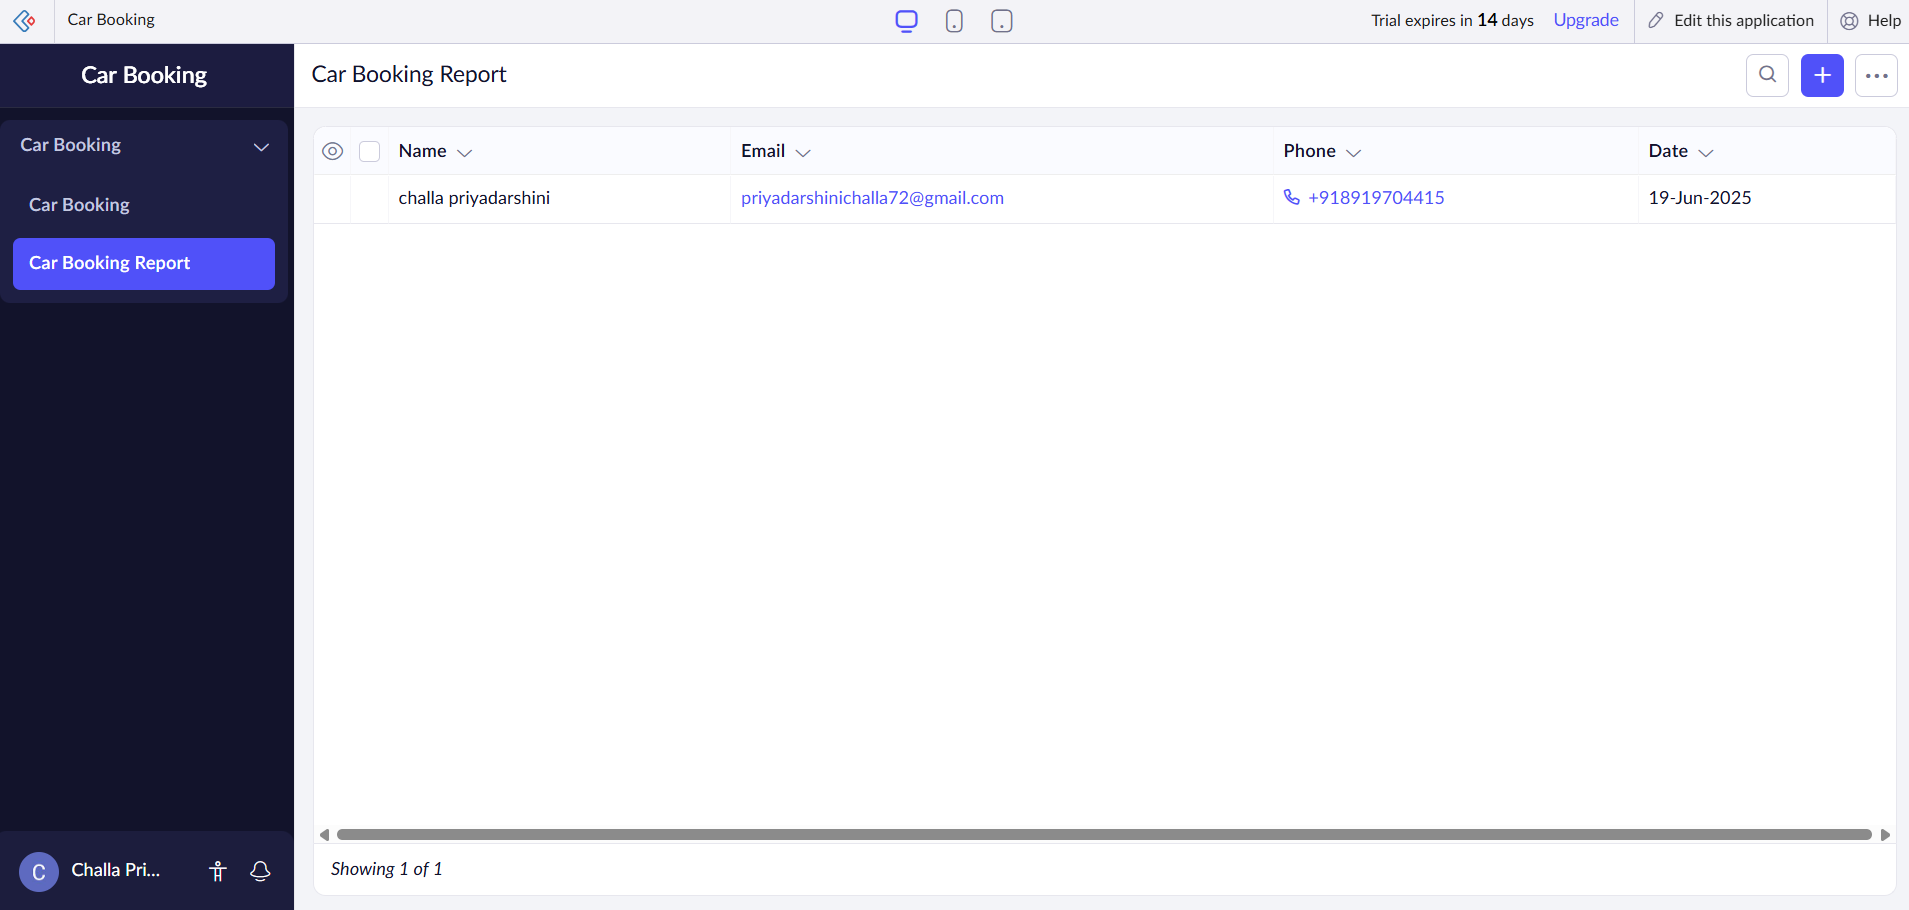 Car Booking
Trial expires in 14 days Upgrade Edit this application Help
Car Booking
Car Booking Report
Car Booking
Car Booking
Car Booking Report
Name Email Phone Date
challa priyadarshini priyadarshinichalla72@gmail.com +918919704415 19-Jun-2025
Showing 1 of 1
C Challa Pri...